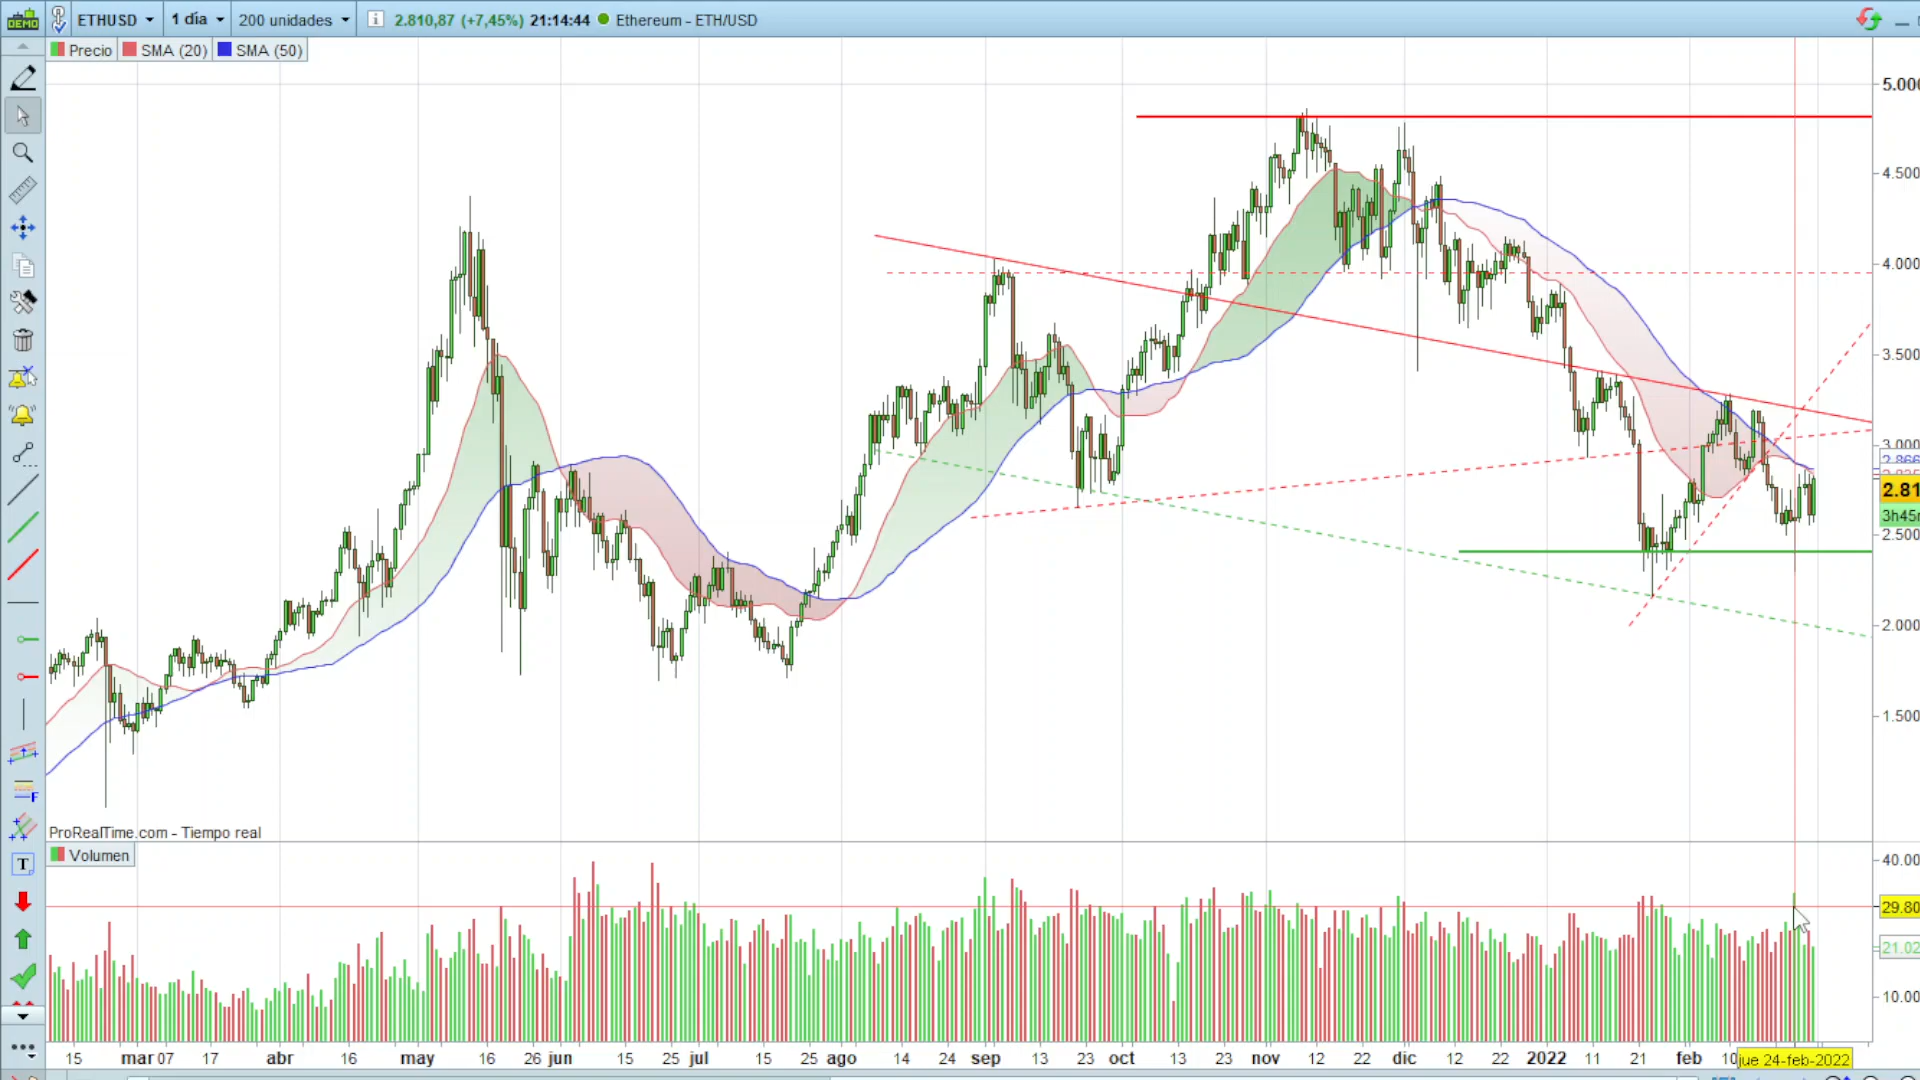 DEMO ETHUSD 1 día 200 unidades 2.810,87 (+7,45%) 21:14:44 Ethereum - ETH/USD
Precio SMA (20) SMA (50)
5.000
4.500
4.000
3.500
3.000
2.866
2.81
3h45
2.500
2.000
1.500
ProRealTime.com - Tiempo real
Volumen
40.00
29.80
21.02
10.00
15 mar 07 17 abr 16 may 16 26 jun 15 25 jul 15 25 ago 14 24 sep 13 23 oct 13 23 nov 12 22 dic 12 22 2022 11 21 feb 10 jue 24-feb-2022